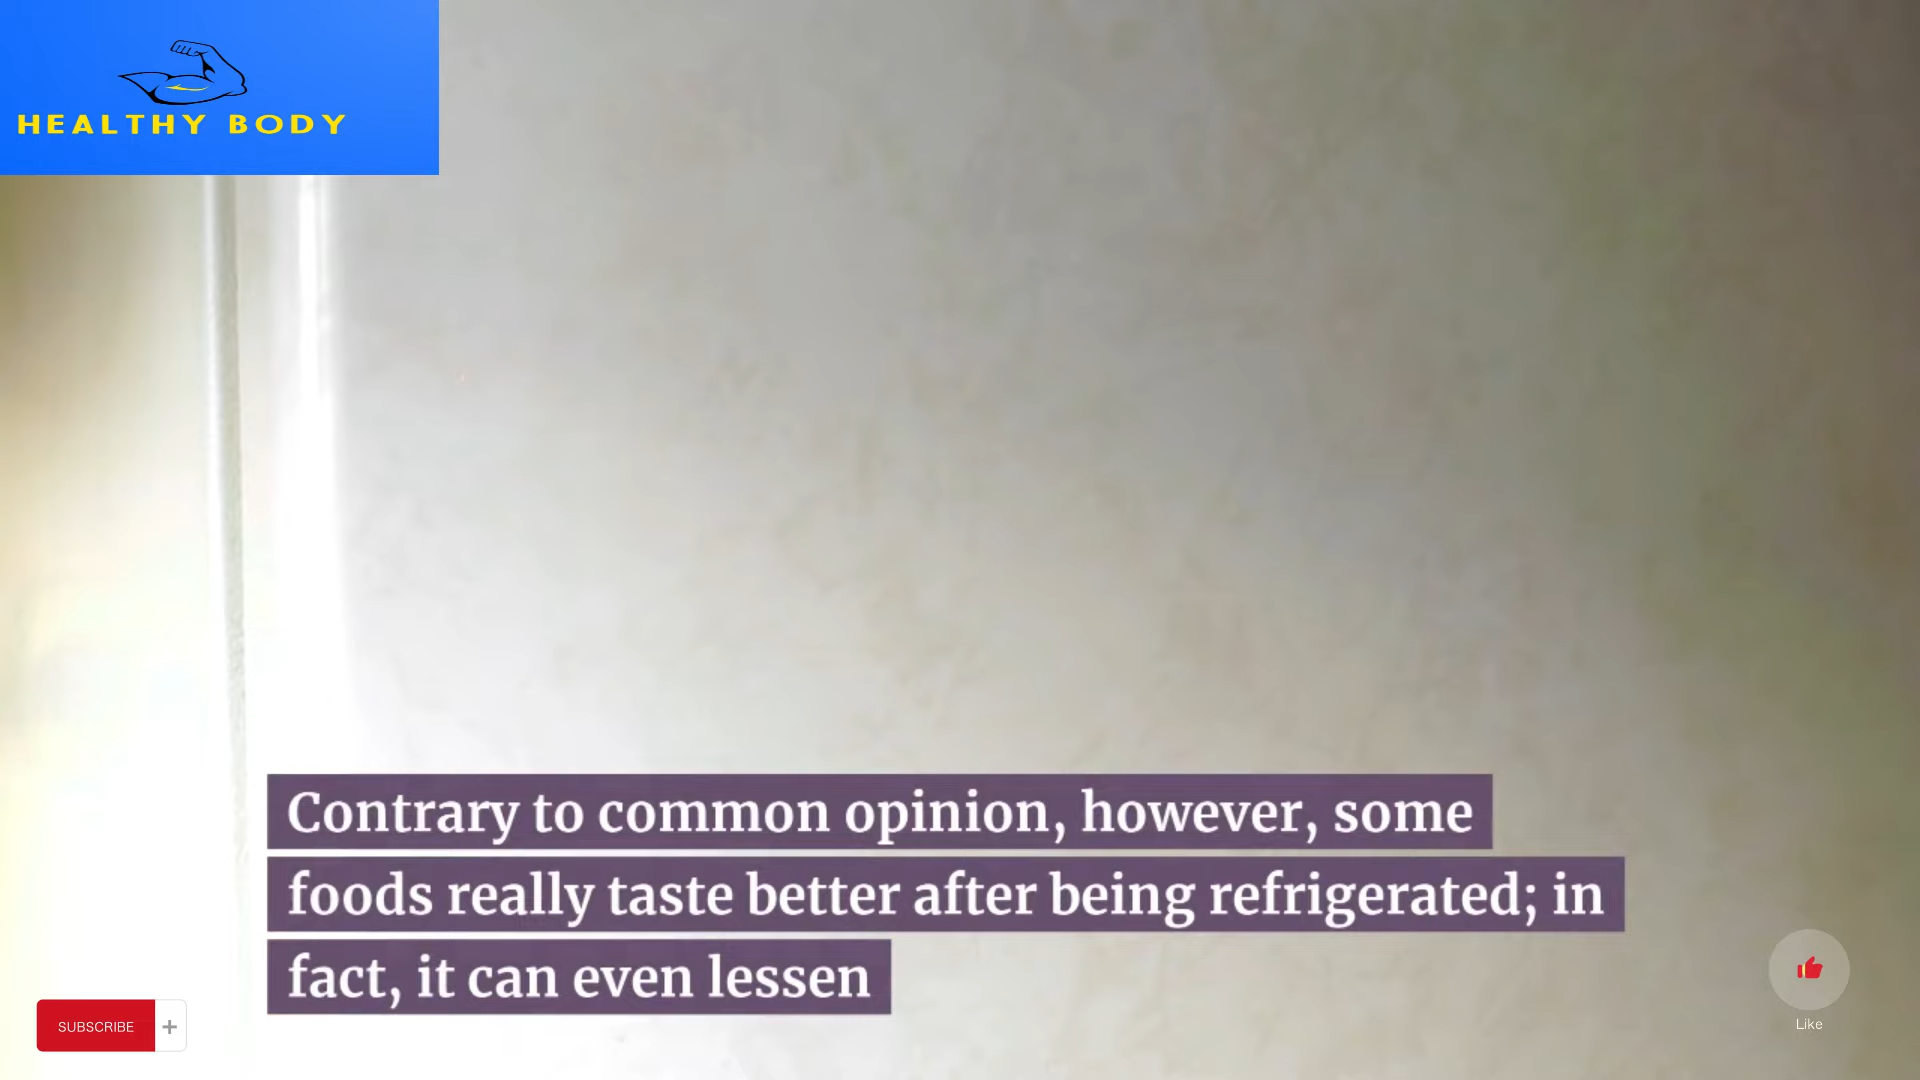 HEALTHY BODY
Contrary to common opinion, however, some
foods really taste better after being refrigerated; in
fact, it can even lessen
SUBSCRIBE
Like